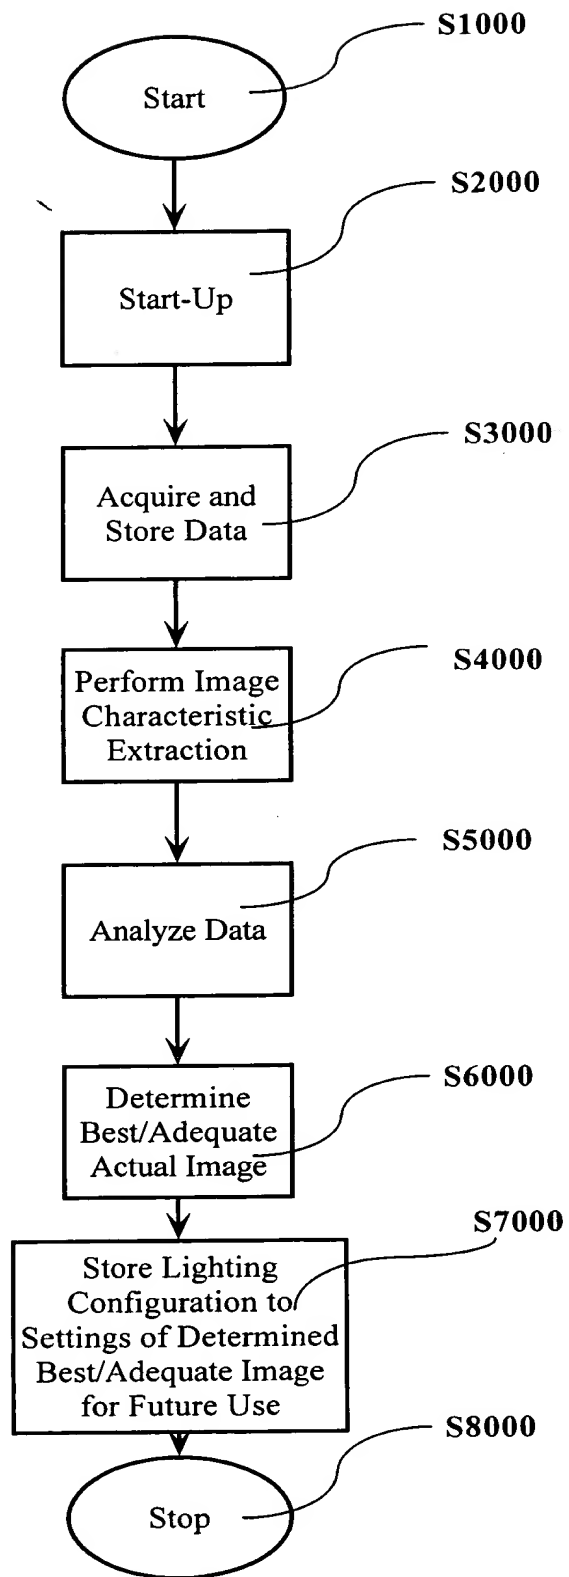 S1000
Start
S2000
Start-Up
S3000
Acquire and
Store Data
S4000
Perform Image
Characteristic
Extraction
S5000
Analyze Data
S6000
Determine
Best/Adequate
Actual Image
S7000
Store Lighting
Configuration to
Settings of Determined
Best/Adequate Image
for Future Use
S8000
Stop